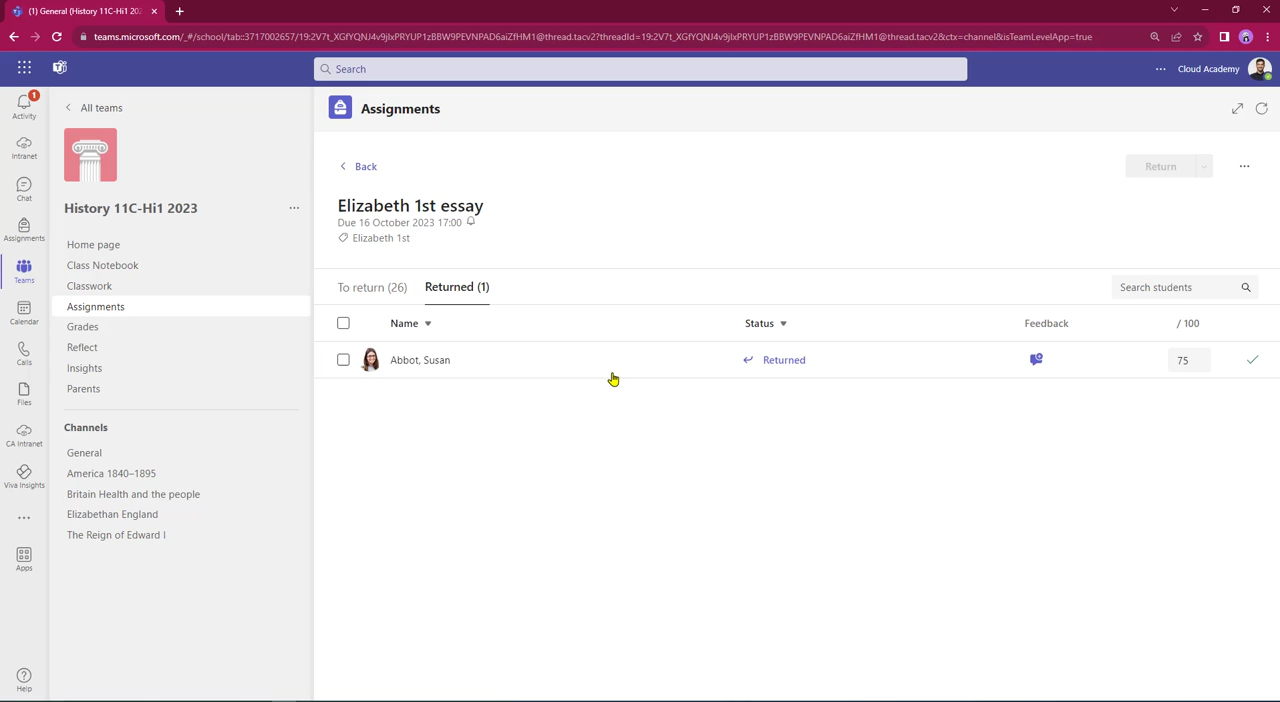 (1) General (History 11C-Hi1 202
teams.microsoft.com/_#/school/tab::3717002657/19:2V7t_XGfYQNJ4v9jIxPRYUP1zBBW9PEVNPAD6aiZfHM1@thread.tacv2?threadId=19:2V7t_XGfYQNJ4v9jIxPRYUP1zBBW9PEVNPAD6aiZfHM1@thread.tacv2&ctx=channel&isTeamLevelApp=true
Search
Cloud Academy
1
Activity
Intranet
Chat
Assignments
Teams
Calendar
Calls
Files
CA Intranet
Viva Insights
Apps
Help
All teams
History 11C-Hi1 2023
Home page
Class Notebook
Classwork
Assignments
Grades
Reflect
Insights
Parents
Channels
General
America 1840–1895
Britain Health and the people
Elizabethan England
The Reign of Edward I
Assignments
Back
Return
Elizabeth 1st essay
Due 16 October 2023 17:00
Elizabeth 1st
To return (26) Returned (1)
Search students
Name Status Feedback / 100
Abbot, Susan Returned 75